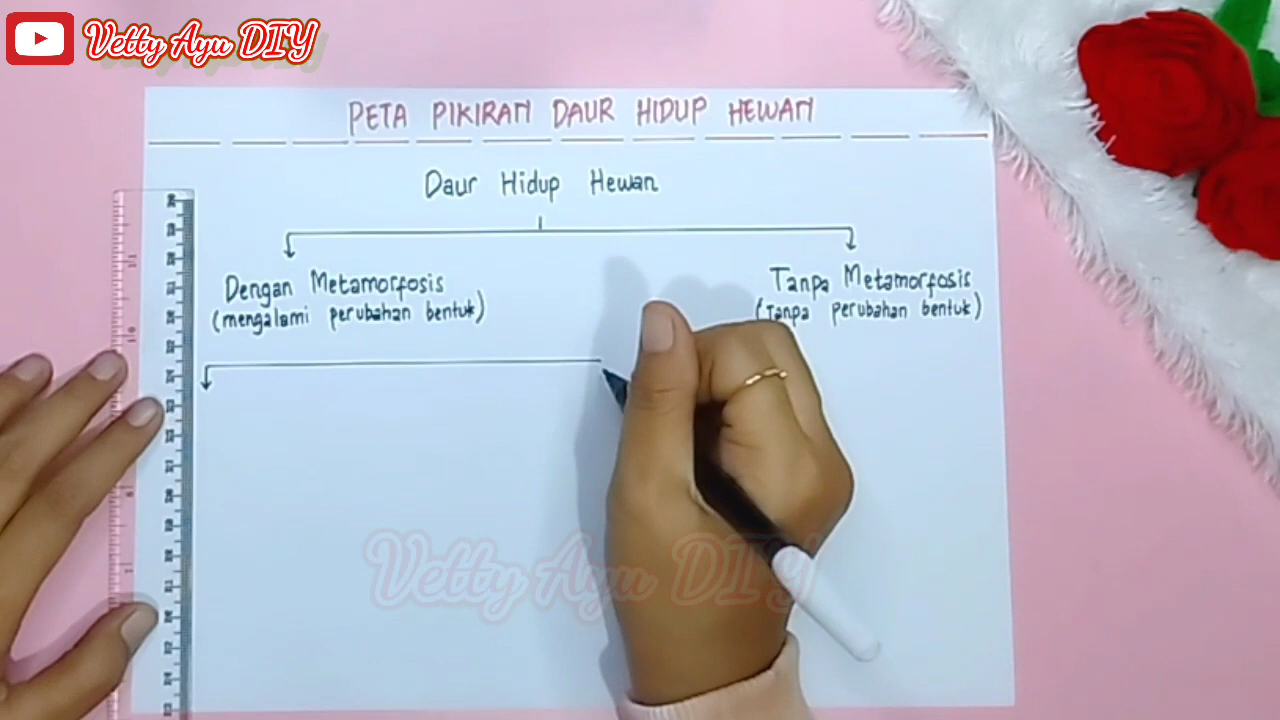 Vetty Ayu DIY
PETA PIKIRAN DAUR HIDUP HEWAN
Daur Hidup Hewan
Dengan Metamorfosis
(mengalami perubahan bentuk)
Tanpa Metamorfosis
(Tanpa perubahan bentuk)
Vetty Ayu DIY